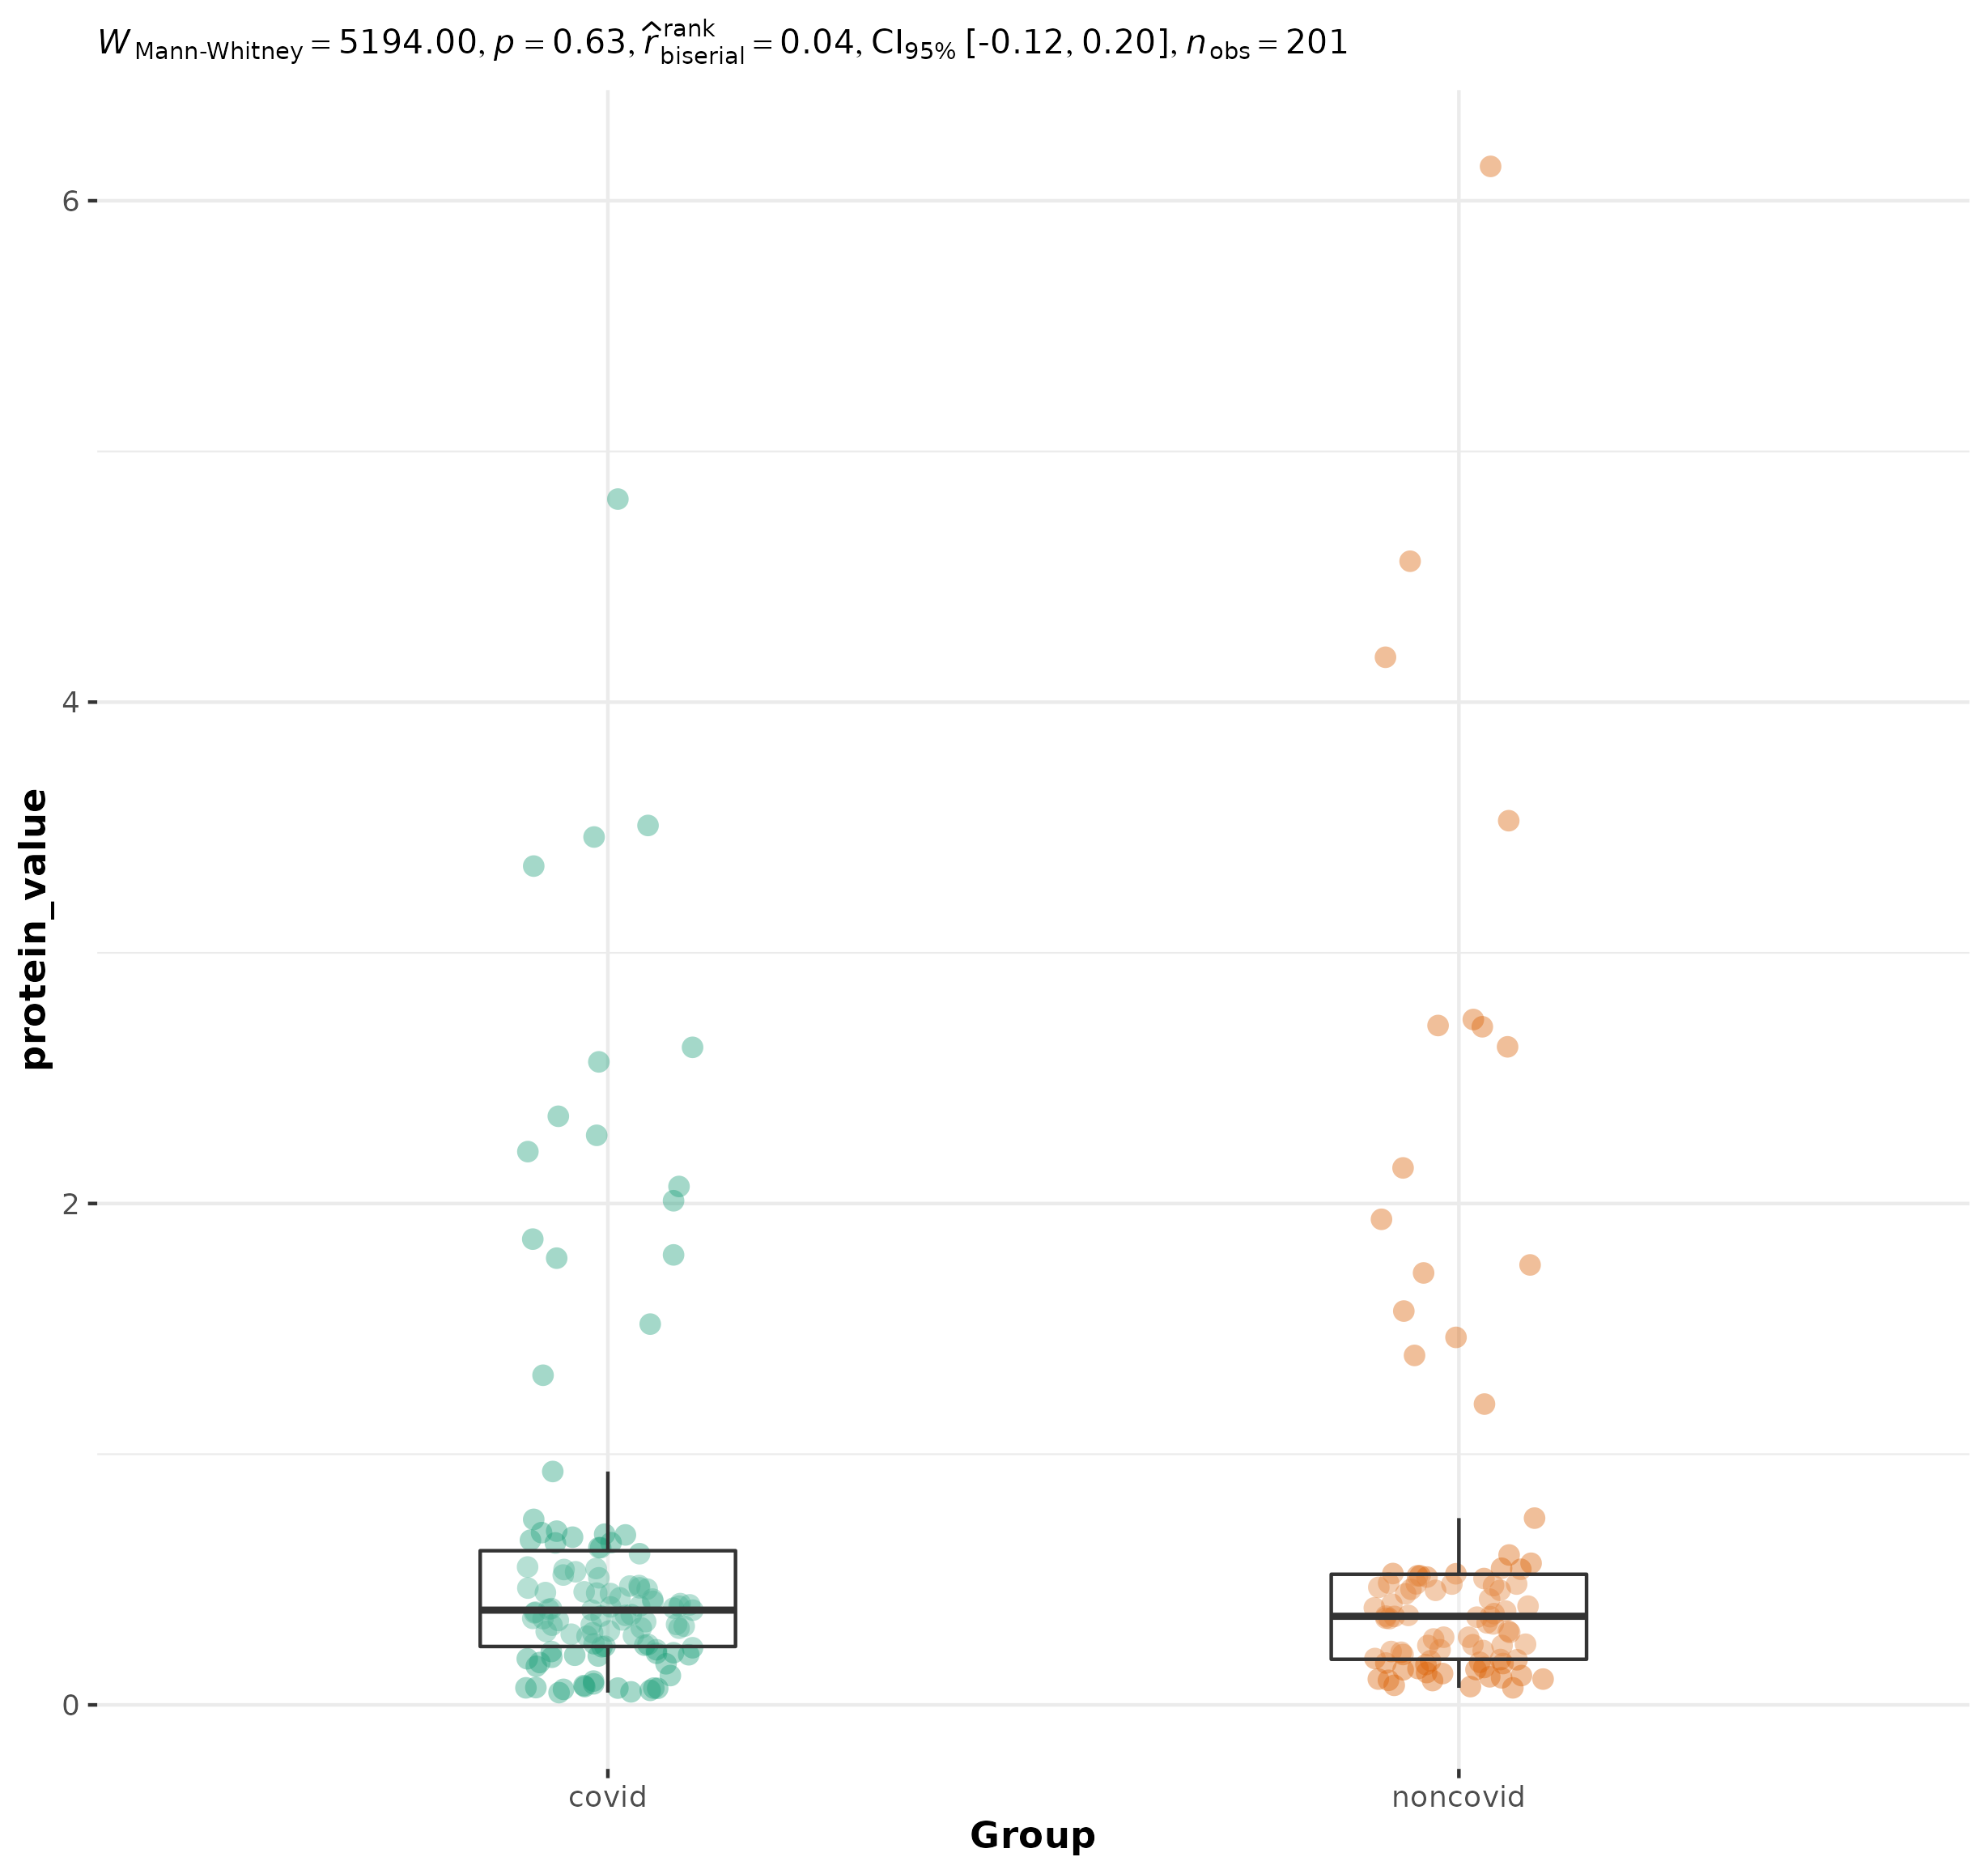 W Mann-Whitney = 5194.00, p = 0.63, r̂ rank biserial = 0.04, CI95% [-0.12, 0.20], nobs = 201
6
4
2
0
protein_value
covid noncovid
Group